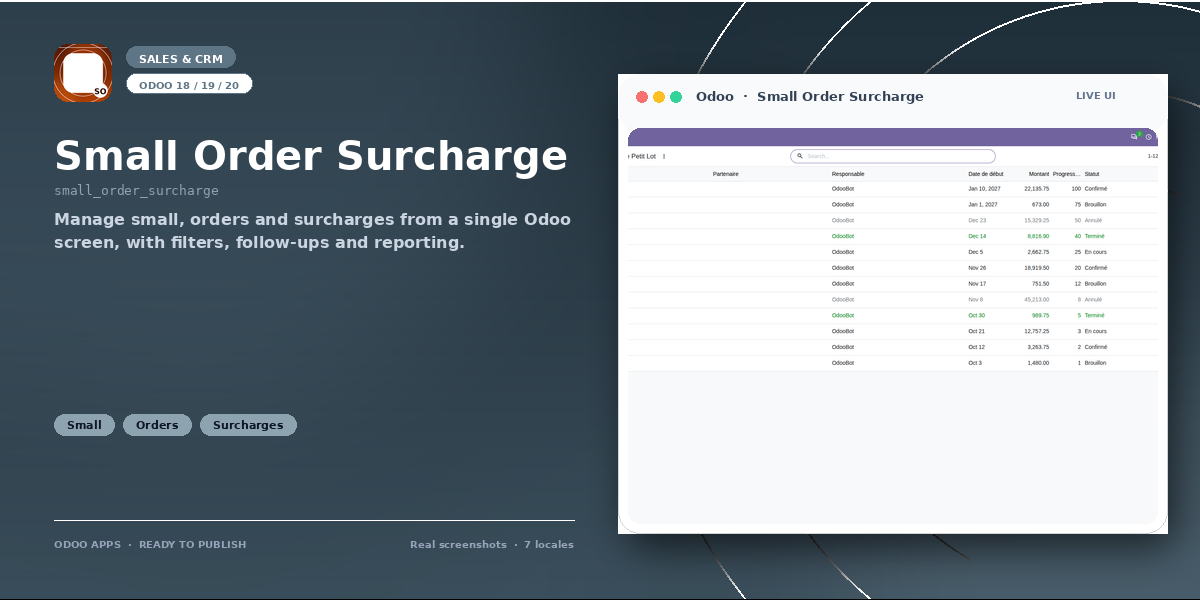 SO
SALES & CRM
ODOO 18 / 19 / 20
Small Order Surcharge
small_order_surcharge
Manage small, orders and surcharges from a single Odoo
screen, with filters, follow-ups and reporting.
Small Orders Surcharges
ODOO APPS · READY TO PUBLISH
Real screenshots · 7 locales
Odoo · Small Order Surcharge
LIVE UI
Petit Lot
Search...
1-12
Partenaire Responsable Date de début Montant Progress... Statut
OdooBot Jan 10, 2027 22,135.75 100 Confirmé
OdooBot Jan 1, 2027 673.00 75 Brouillon
OdooBot Dec 23 15,329.25 50 Annulé
OdooBot Dec 14 8,816.90 40 Terminé
OdooBot Dec 5 2,662.75 25 En cours
OdooBot Nov 26 18,919.50 20 Confirmé
OdooBot Nov 17 751.50 12 Brouillon
OdooBot Nov 8 45,213.00 8 Annulé
OdooBot Oct 30 989.75 5 Terminé
OdooBot Oct 21 12,757.25 3 En cours
OdooBot Oct 12 3,263.75 2 Confirmé
OdooBot Oct 3 1,480.00 1 Brouillon